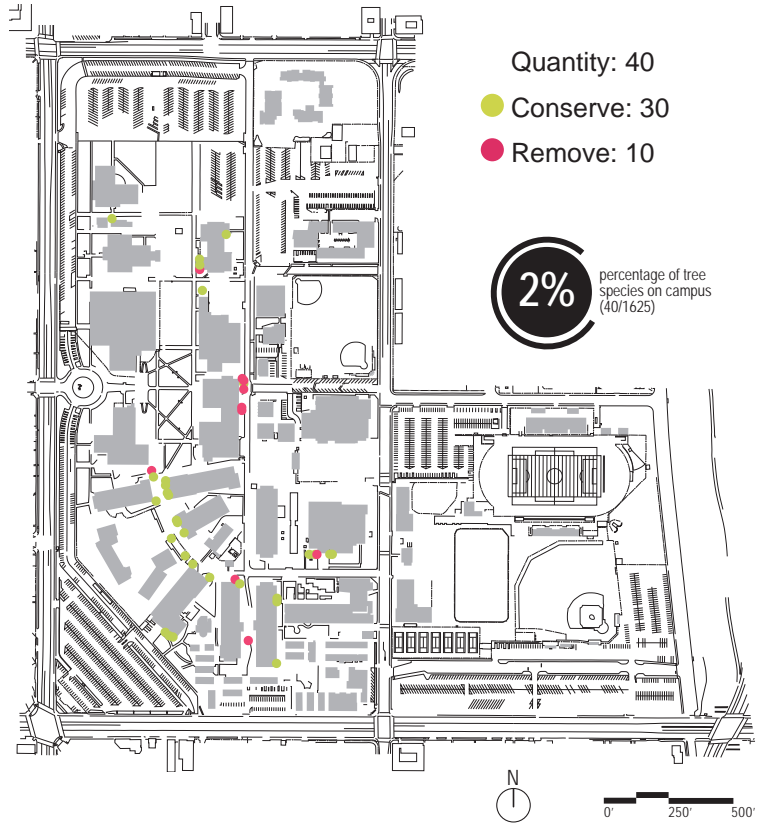 Quantity: 40
Conserve: 30
Remove: 10
2%
percentage of tree
species on campus
(40/1625)
N
0' 250' 500'